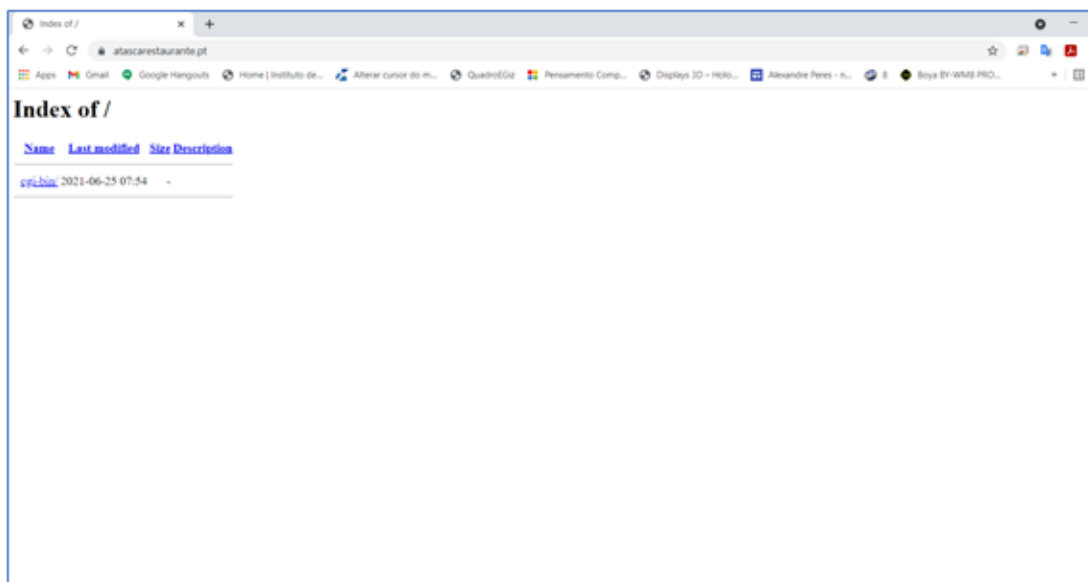 Index of /
atascarestaurante.pt
Apps Gmail Google Hangouts Home | Instituto de... Alterar cursor do m... QuadroEGiz Pensamento Comp... Displays 3D – Holo... Alexandre Peres - n... 8 Boya BY-WM8 PRO...
Index of /
Name Last modified Size Description
cgi-bin/ 2021-06-25 07:54 -